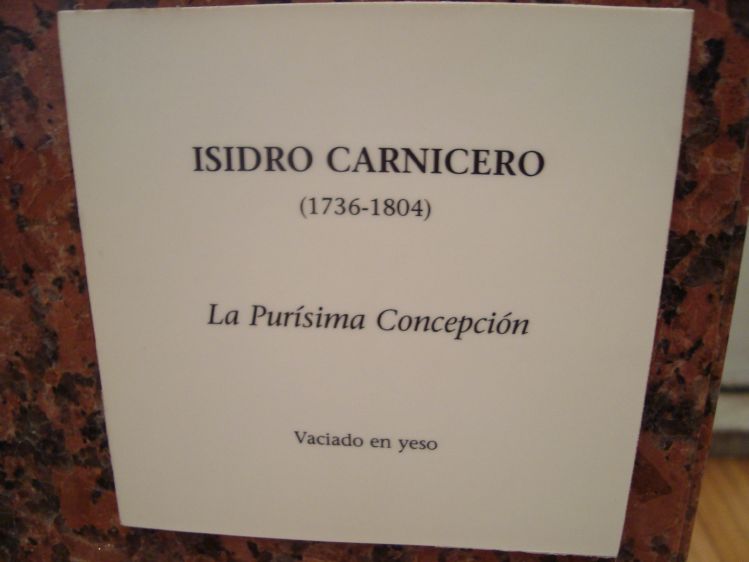 ISIDRO CARNICERO
(1736-1804)
La Purísima Concepción
Vaciado en yeso